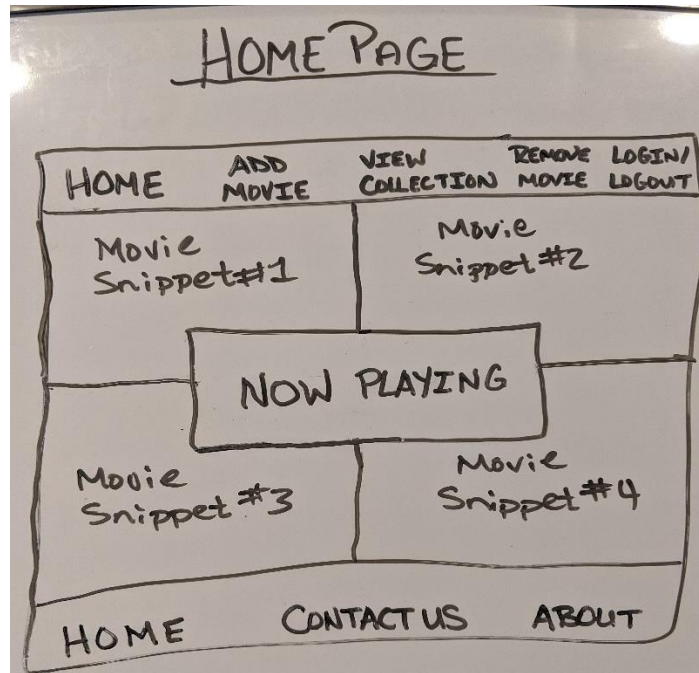 HOME PAGE
HOME
ADD
MOVIE
VIEW
COLLECTION
REMOVE
MOVIE
LOGIN/
LOGOUT
Movie
Snippet #1
Movie
Snippet #2
NOW PLAYING
Movie
Snippet #3
Movie
Snippet #4
HOME
CONTACT US
ABOUT